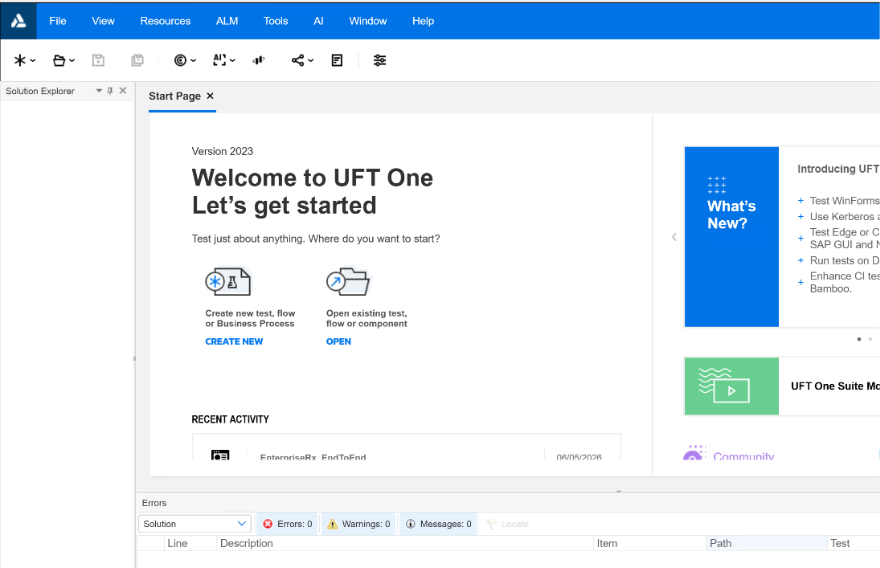 File View Resources ALM Tools AI Window Help
AI
Solution Explorer
Start Page
Version 2023
Welcome to UFT One
Let's get started
Test just about anything. Where do you want to start?
Create new test, flow
or Business Process
CREATE NEW
Open existing test,
flow or component
OPEN
RECENT ACTIVITY
EnterpriseRx_EndToEnd 06/05/2026
What's
New?
Introducing UFT
+ Test WinForms
+ Use Kerberos a
+ Test Edge or C
SAP GUI and N
+ Run tests on D
+ Enhance CI tes
Bamboo.
UFT One Suite Mo
Community
Errors
Solution Errors: 0 Warnings: 0 Messages: 0 Locate
Line Description Item Path Test